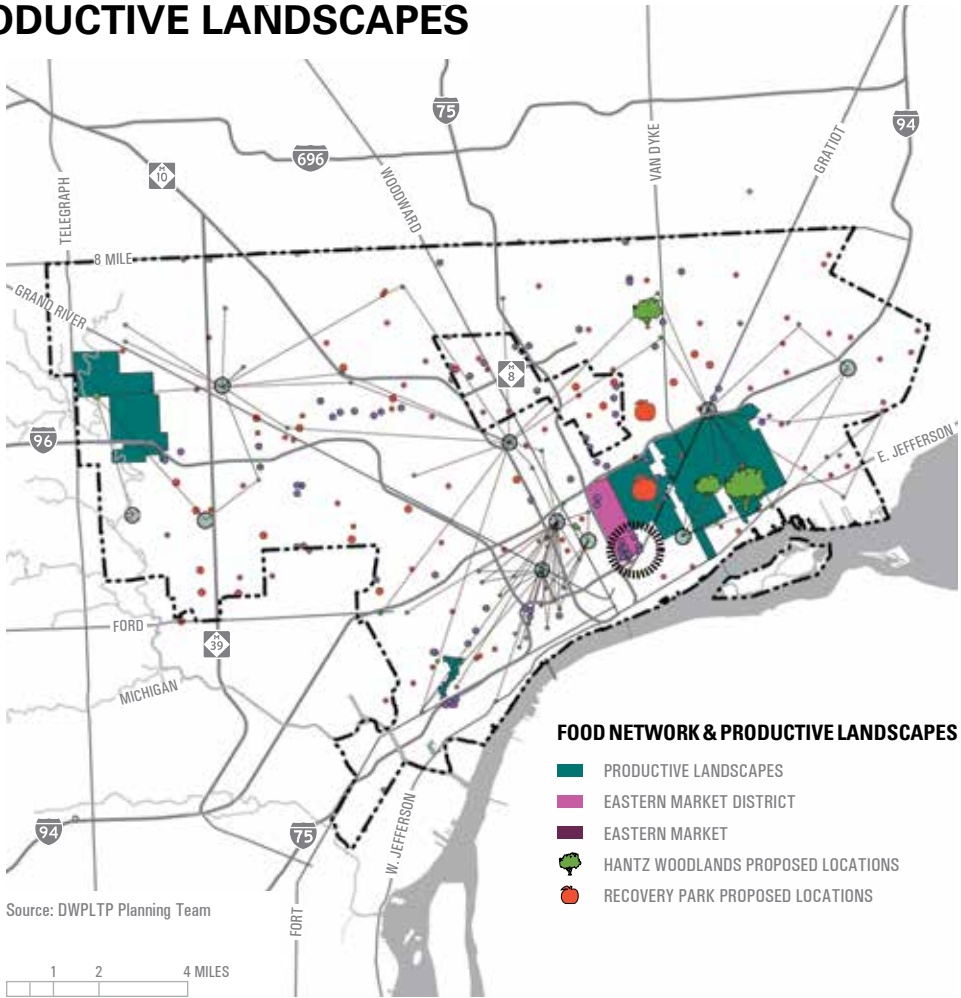 ODUCTIVE LANDSCAPES
75
94
696
M
10
WOODWARD
VAN DYKE
GRATIOT
TELEGRAPH
8 MILE
GRAND RIVER
M
8
96
E. JEFFERSON
FORD
M
39
MICHIGAN
94
75
W. JEFFERSON
FORT
FOOD NETWORK & PRODUCTIVE LANDSCAPES
PRODUCTIVE LANDSCAPES
EASTERN MARKET DISTRICT
EASTERN MARKET
HANTZ WOODLANDS PROPOSED LOCATIONS
RECOVERY PARK PROPOSED LOCATIONS
Source: DWPLTP Planning Team
1 2 4 MILES